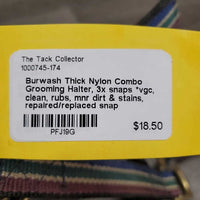 The Tack Collector
1000745-174
Burwash Thick Nylon Combo
Grooming Halter, 3x snaps *vgc,
clean, rubs, mnr dirt & stains,
repaired/replaced snap
PFJ19G
$18.50